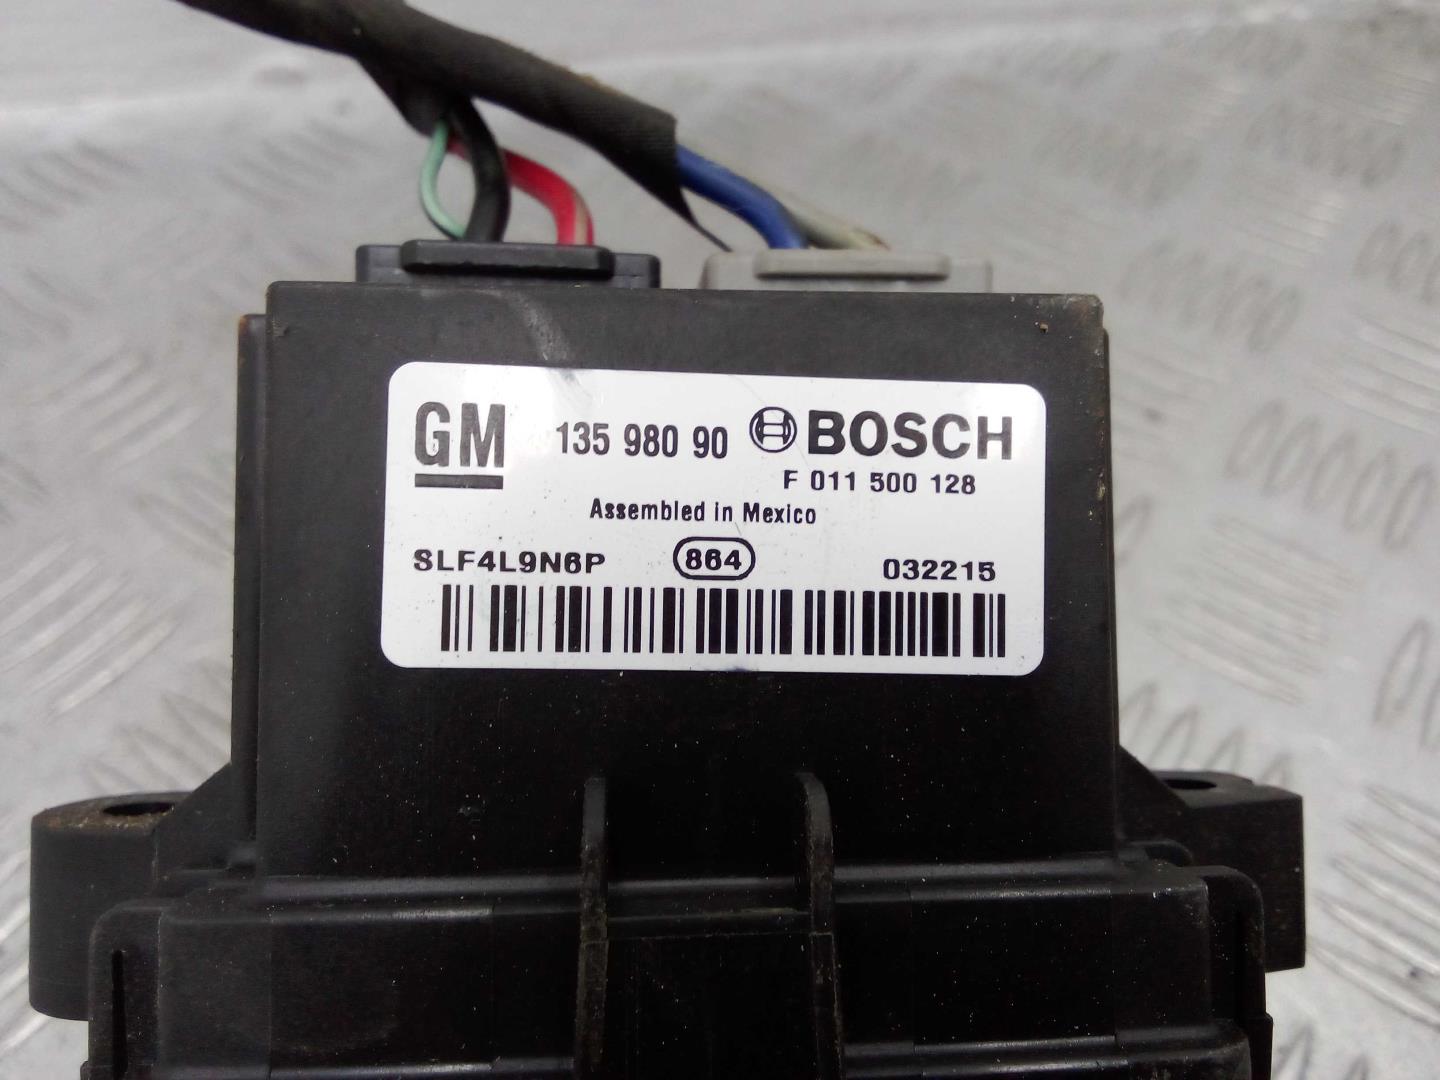 GM 135 980 90 BOSCH
F 011 500 128
Assembled in Mexico
SLF4L9N6P 864 032215